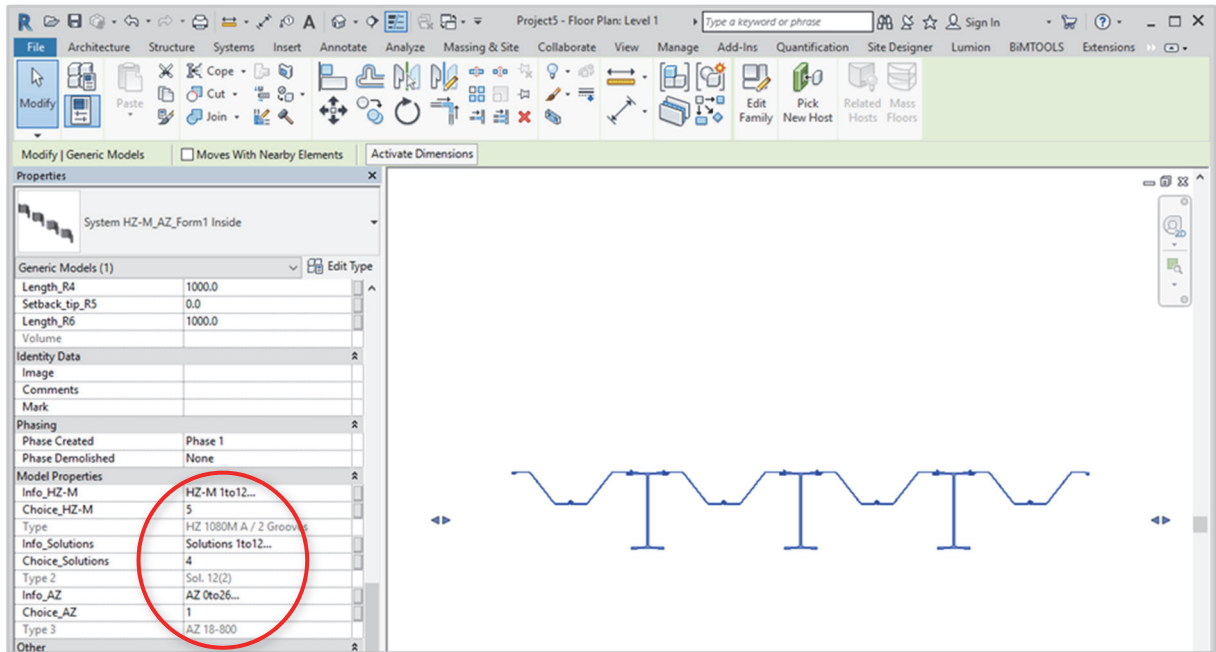 Project5 - Floor Plan: Level 1
Type a keyword or phrase
Sign In
File Architecture Structure Systems Insert Annotate Analyze Massing & Site Collaborate View Manage Add-Ins Quantification Site Designer Lumion BiMTOOLS Extensions
Modify
Paste
Cope
Cut
Join
Edit Family
Pick New Host
Related Hosts
Mass Floors
Modify | Generic Models
Moves With Nearby Elements
Activate Dimensions
Properties
System HZ-M_AZ_Form1 Inside
Generic Models (1)
Edit Type
Length_R4 1000.0
Setback_tip_R5 0.0
Length_R6 1000.0
Volume
Identity Data
Image
Comments
Mark
Phasing
Phase Created Phase 1
Phase Demolished None
Model Properties
Info_HZ-M HZ-M 1to12...
Choice_HZ-M 5
Type HZ 1080M A / 2 Grooves
Info_Solutions Solutions 1to12...
Choice_Solutions 4
Type 2 Sol. 12(2)
Info_AZ AZ 0to26...
Choice_AZ 1
Type 3 AZ 18-800
Other
2D